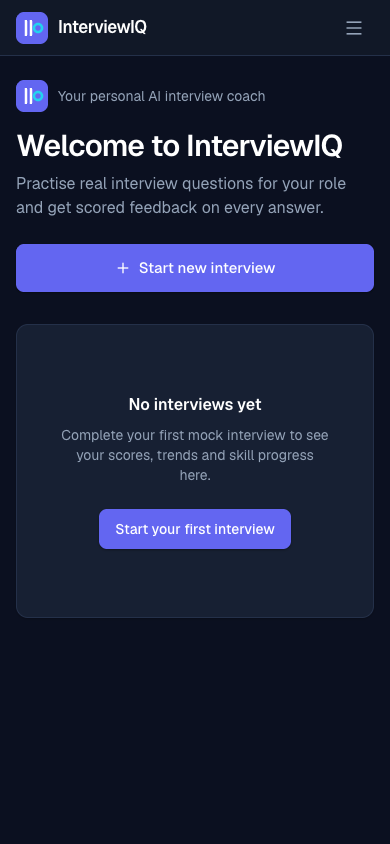 InterviewIQ
Your personal AI interview coach
Welcome to InterviewIQ
Practise real interview questions for your role
and get scored feedback on every answer.
Start new interview
No interviews yet
Complete your first mock interview to see
your scores, trends and skill progress
here.
Start your first interview